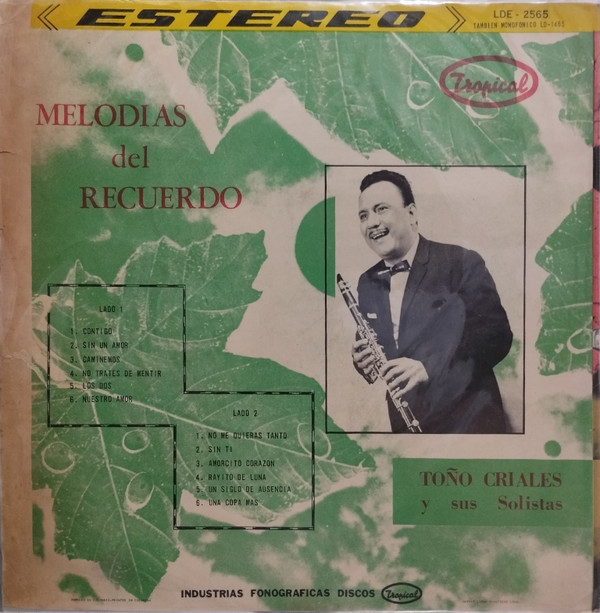 ESTEREO
LDE - 2565
TAMBIEN MONOFONICO LD-1455
Tropical
MELODIAS
del
RECUERDO
LADO 1
1. CONTIGO
2. SIN UN AMOR
3. CAMINEMOS
4. NO TRATES DE MENTIR
5. LOS DOS
6. NUESTRO AMOR
LADO 2
1. NO ME QUIERAS TANTO
2. SIN TI
3. AMORCITO CORAZON
4. RAYITO DE LUNA
5. UN SIGLO DE AUSENCIA
6. UNA COPA MAS
TOÑO CRIALES
y sus Solistas
INDUSTRIAS FONOGRAFICAS DISCOS Tropical